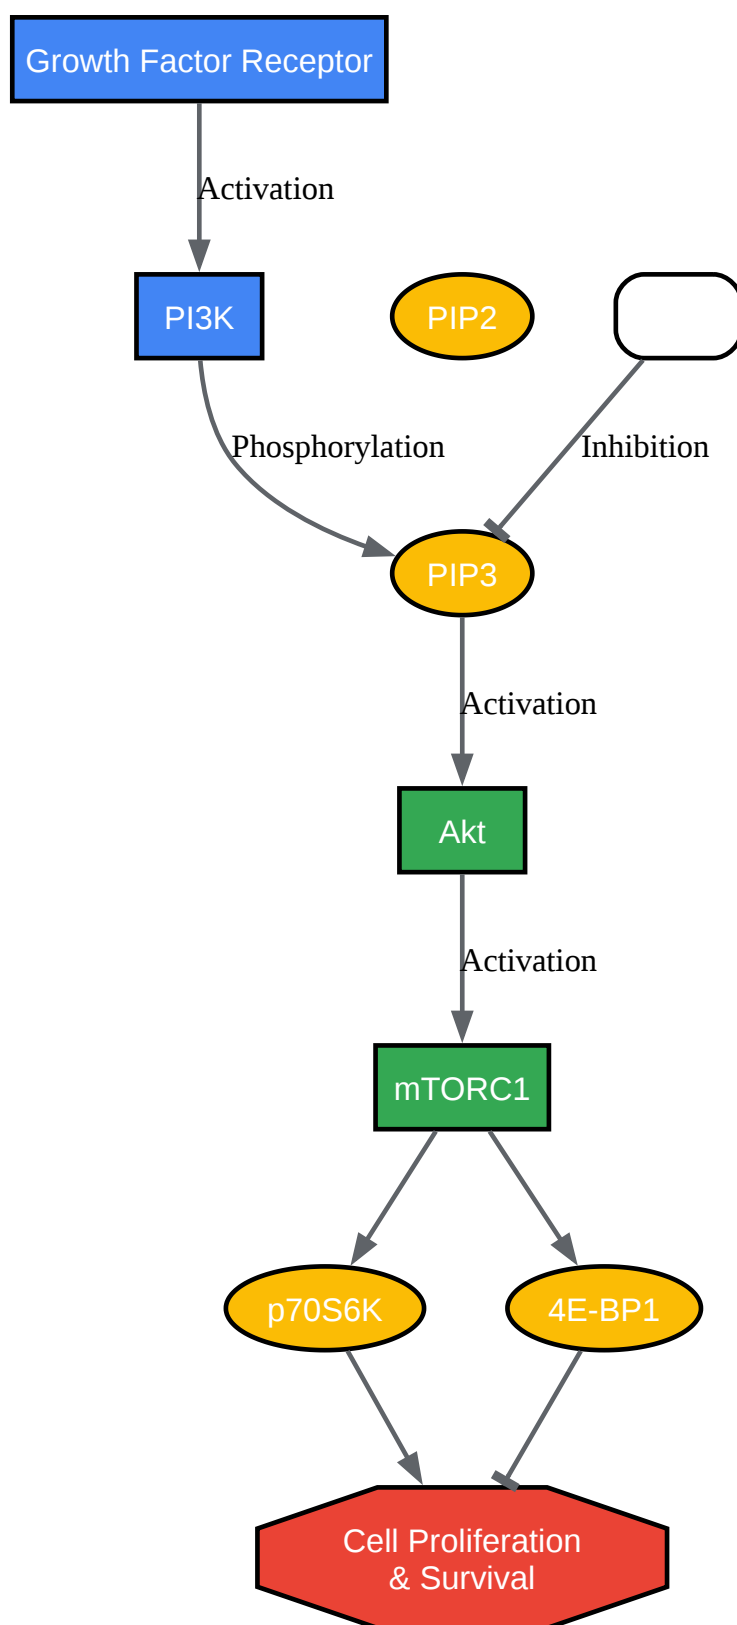 Growth Factor Receptor
Activation
PI3K
PIP2
Phosphorylation
Inhibition
PIP3
Activation
Akt
Activation
mTORC1
p70S6K
4E-BP1
Cell Proliferation
& Survival